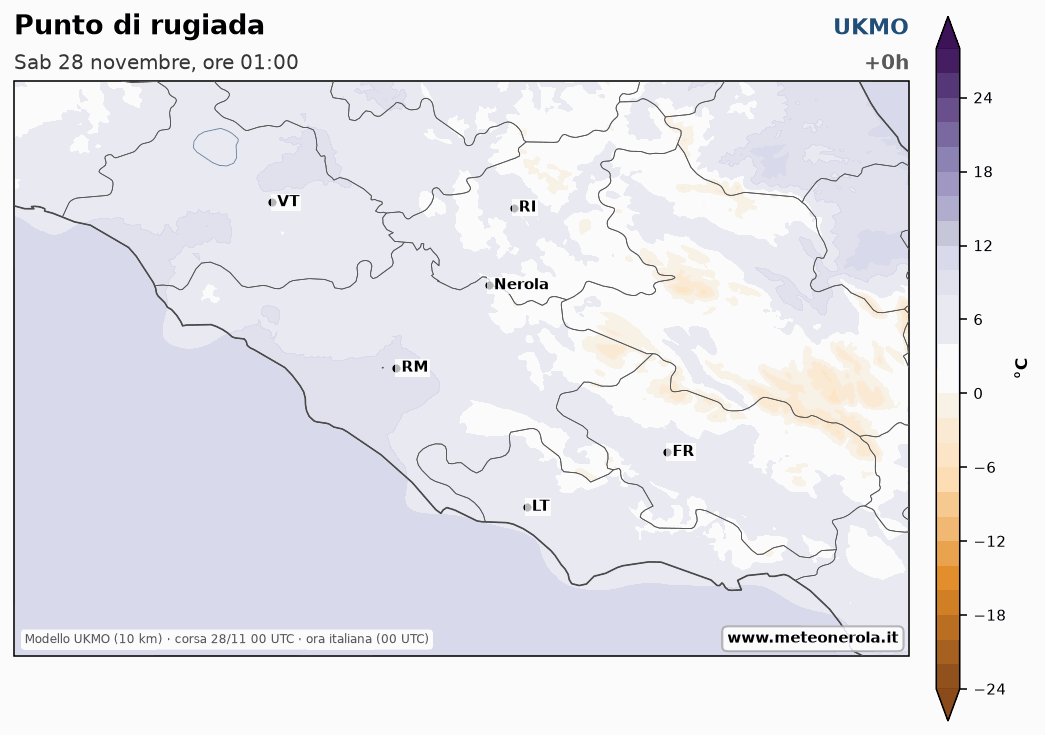 Punto di rugiada
UKMO
Sab 28 novembre, ore 01:00
+0h
VT
RI
Nerola
RM
FR
LT
Modello UKMO (10 km) · corsa 28/11 00 UTC · ora italiana (00 UTC)
www.meteonerola.it
24
18
12
6
0
−6
−12
−18
−24
°C